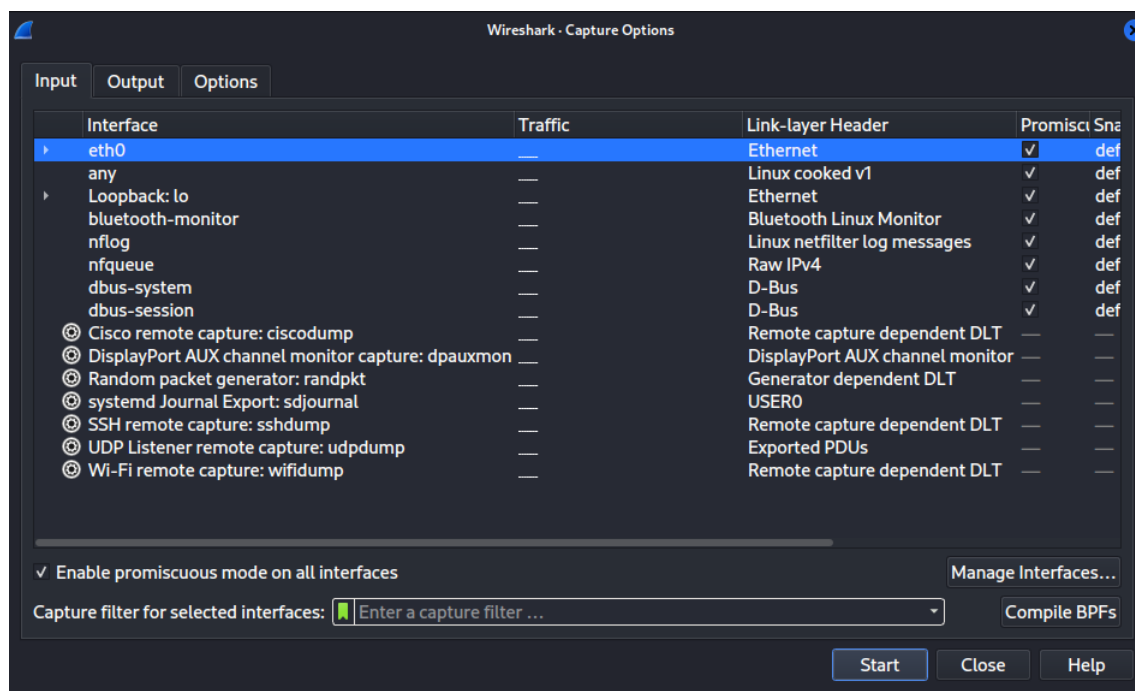 Wireshark · Capture Options
Input Output Options
Interface Traffic Link-layer Header Promiscu Sna
eth0 Ethernet def
any Linux cooked v1 def
Loopback: lo Ethernet def
bluetooth-monitor Bluetooth Linux Monitor def
nflog Linux netfilter log messages def
nfqueue Raw IPv4 def
dbus-system D-Bus def
dbus-session D-Bus def
Cisco remote capture: ciscodump Remote capture dependent DLT —
DisplayPort AUX channel monitor capture: dpauxmon DisplayPort AUX channel monitor —
Random packet generator: randpkt Generator dependent DLT — —
systemd Journal Export: sdjournal USER0 — —
SSH remote capture: sshdump Remote capture dependent DLT — —
UDP Listener remote capture: udpdump Exported PDUs — —
Wi-Fi remote capture: wifidump Remote capture dependent DLT — —
Enable promiscuous mode on all interfaces Manage Interfaces...
Capture filter for selected interfaces: Enter a capture filter ... Compile BPFs
Start Close Help